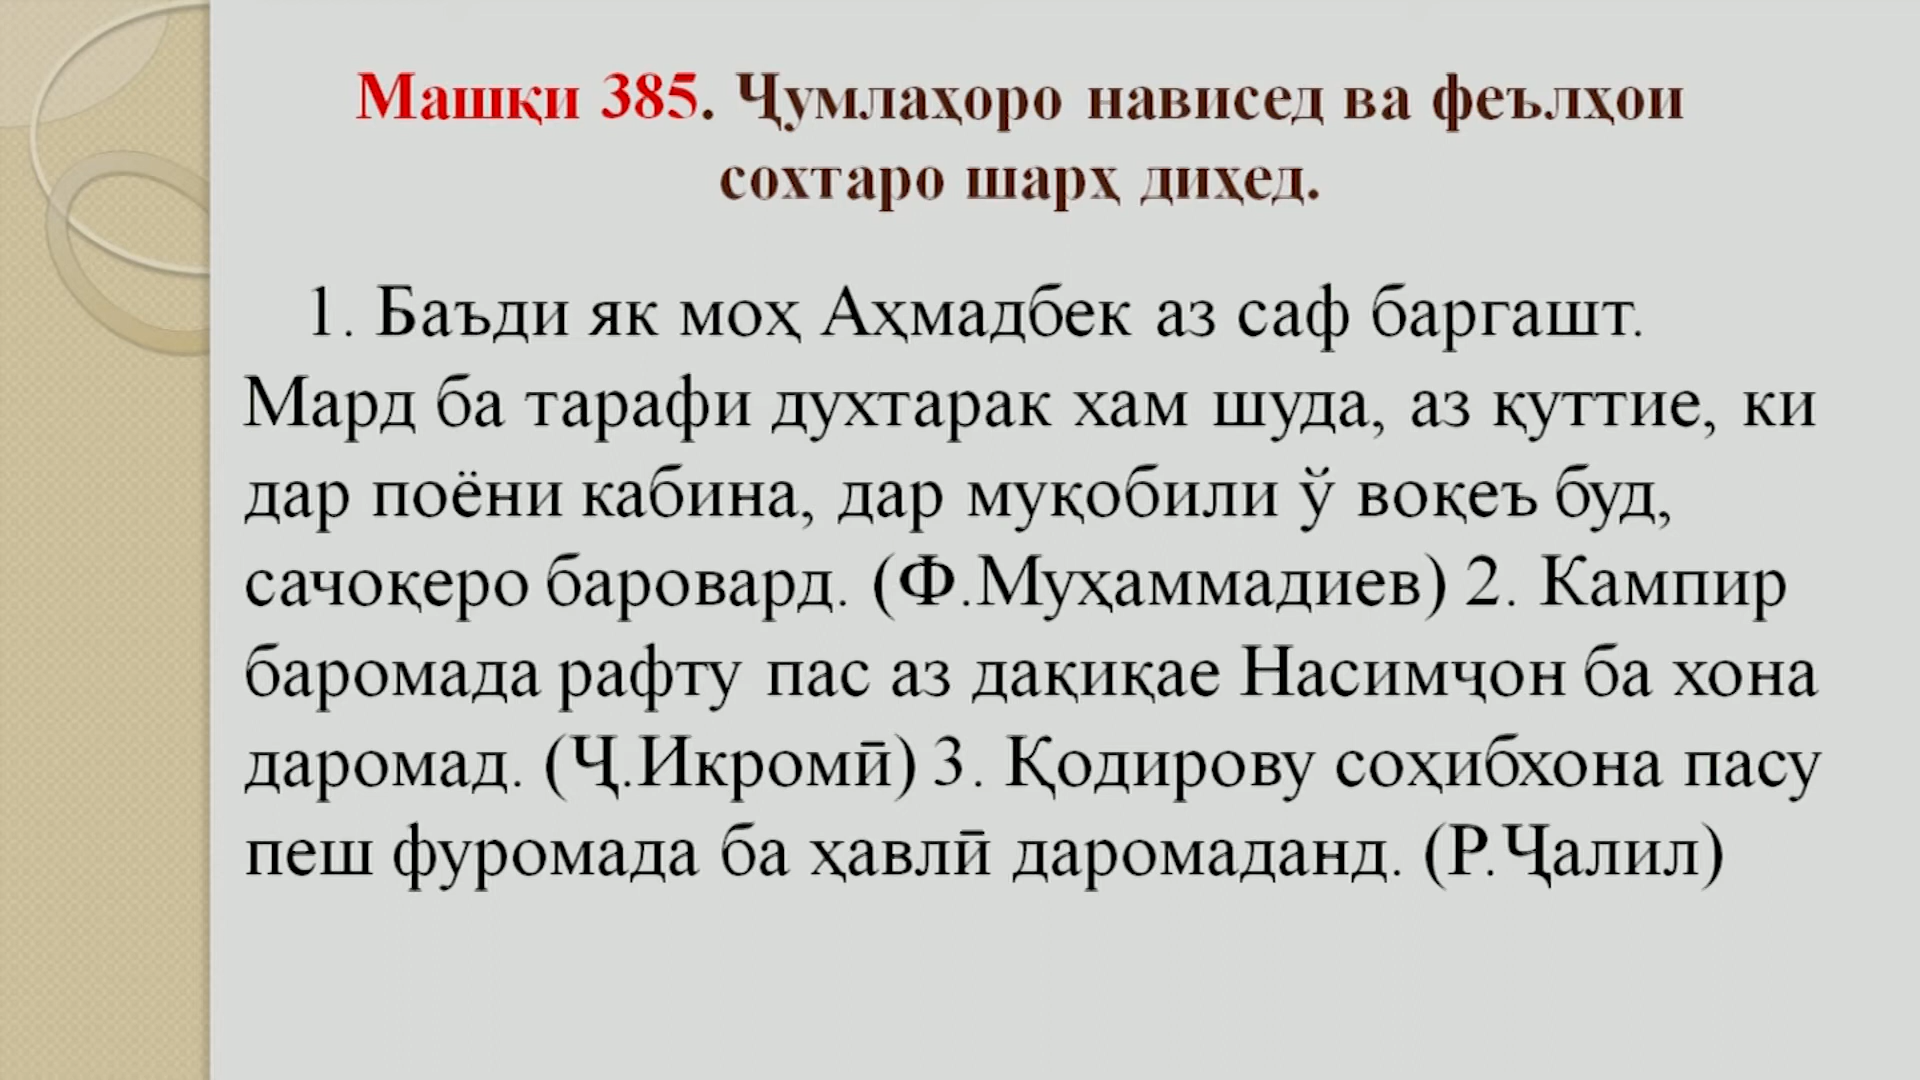 Машқи 385. Ҷумлаҳоро нависед ва феълҳои
сохтаро шарҳ диҳед.
1. Баъди як моҳ Аҳмадбек аз саф баргашт.
Мард ба тарафи духтарак хам шуда, аз қуттие, ки
дар поёни кабина, дар муқобили ӯ воқеъ буд,
сачоқеро баровард. (Ф.Муҳаммадиев) 2. Кампир
баромада рафту пас аз дақиқае Насимҷон ба хона
даромад. (Ҷ.Икромӣ) 3. Қодирову соҳибхона пасу
пеш фуромада ба ҳавлӣ даромаданд. (Р.Ҷалил)